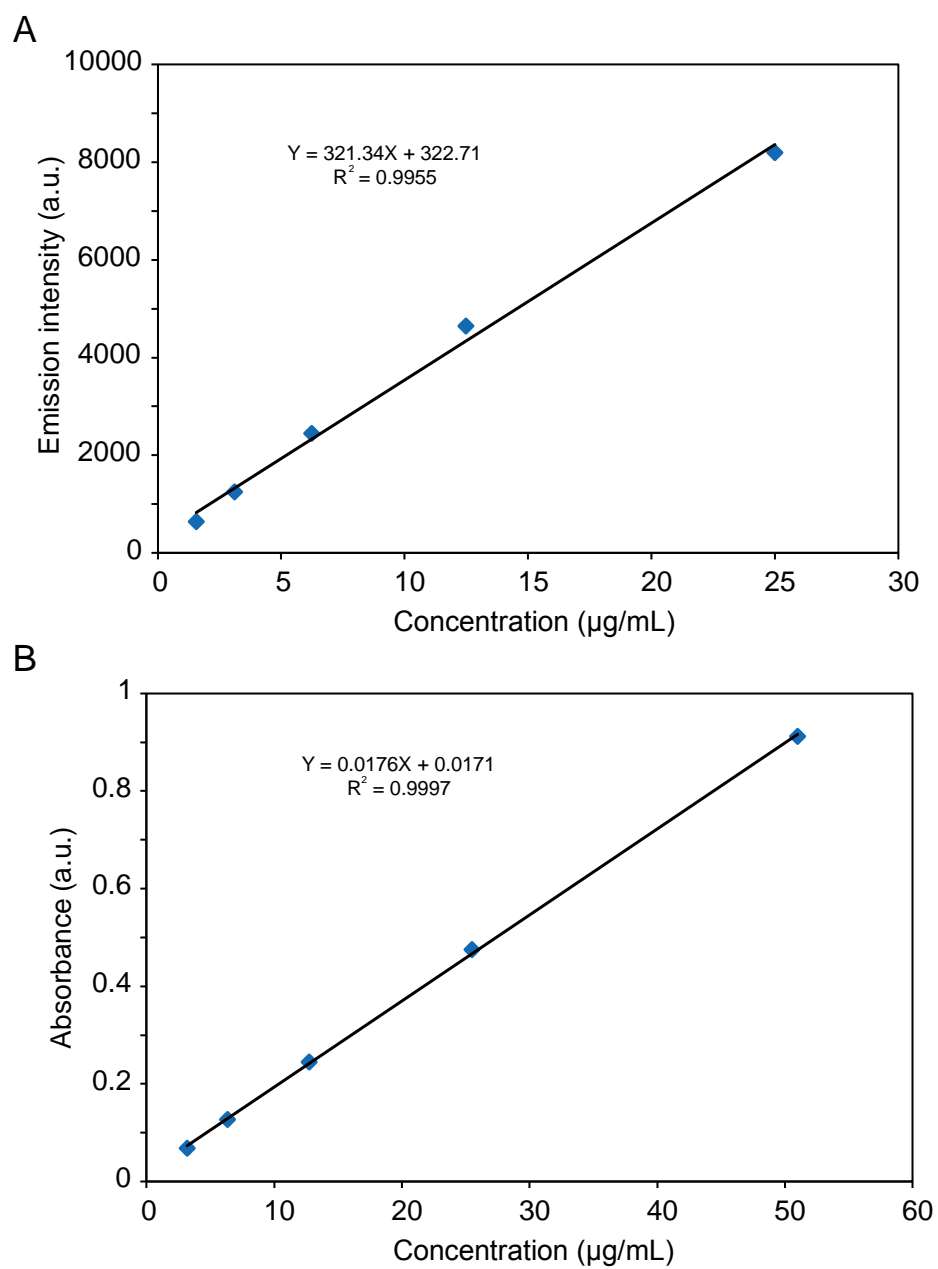 A
10000
8000
6000
4000
2000
0
Emission intensity (a.u.)
Y = 321.34X + 322.71
R² = 0.9955
0 5 10 15 20 25 30
Concentration (µg/mL)
B
1
0.8
0.6
0.4
0.2
0
Absorbance (a.u.)
Y = 0.0176X + 0.0171
R² = 0.9997
0 10 20 30 40 50 60
Concentration (µg/mL)